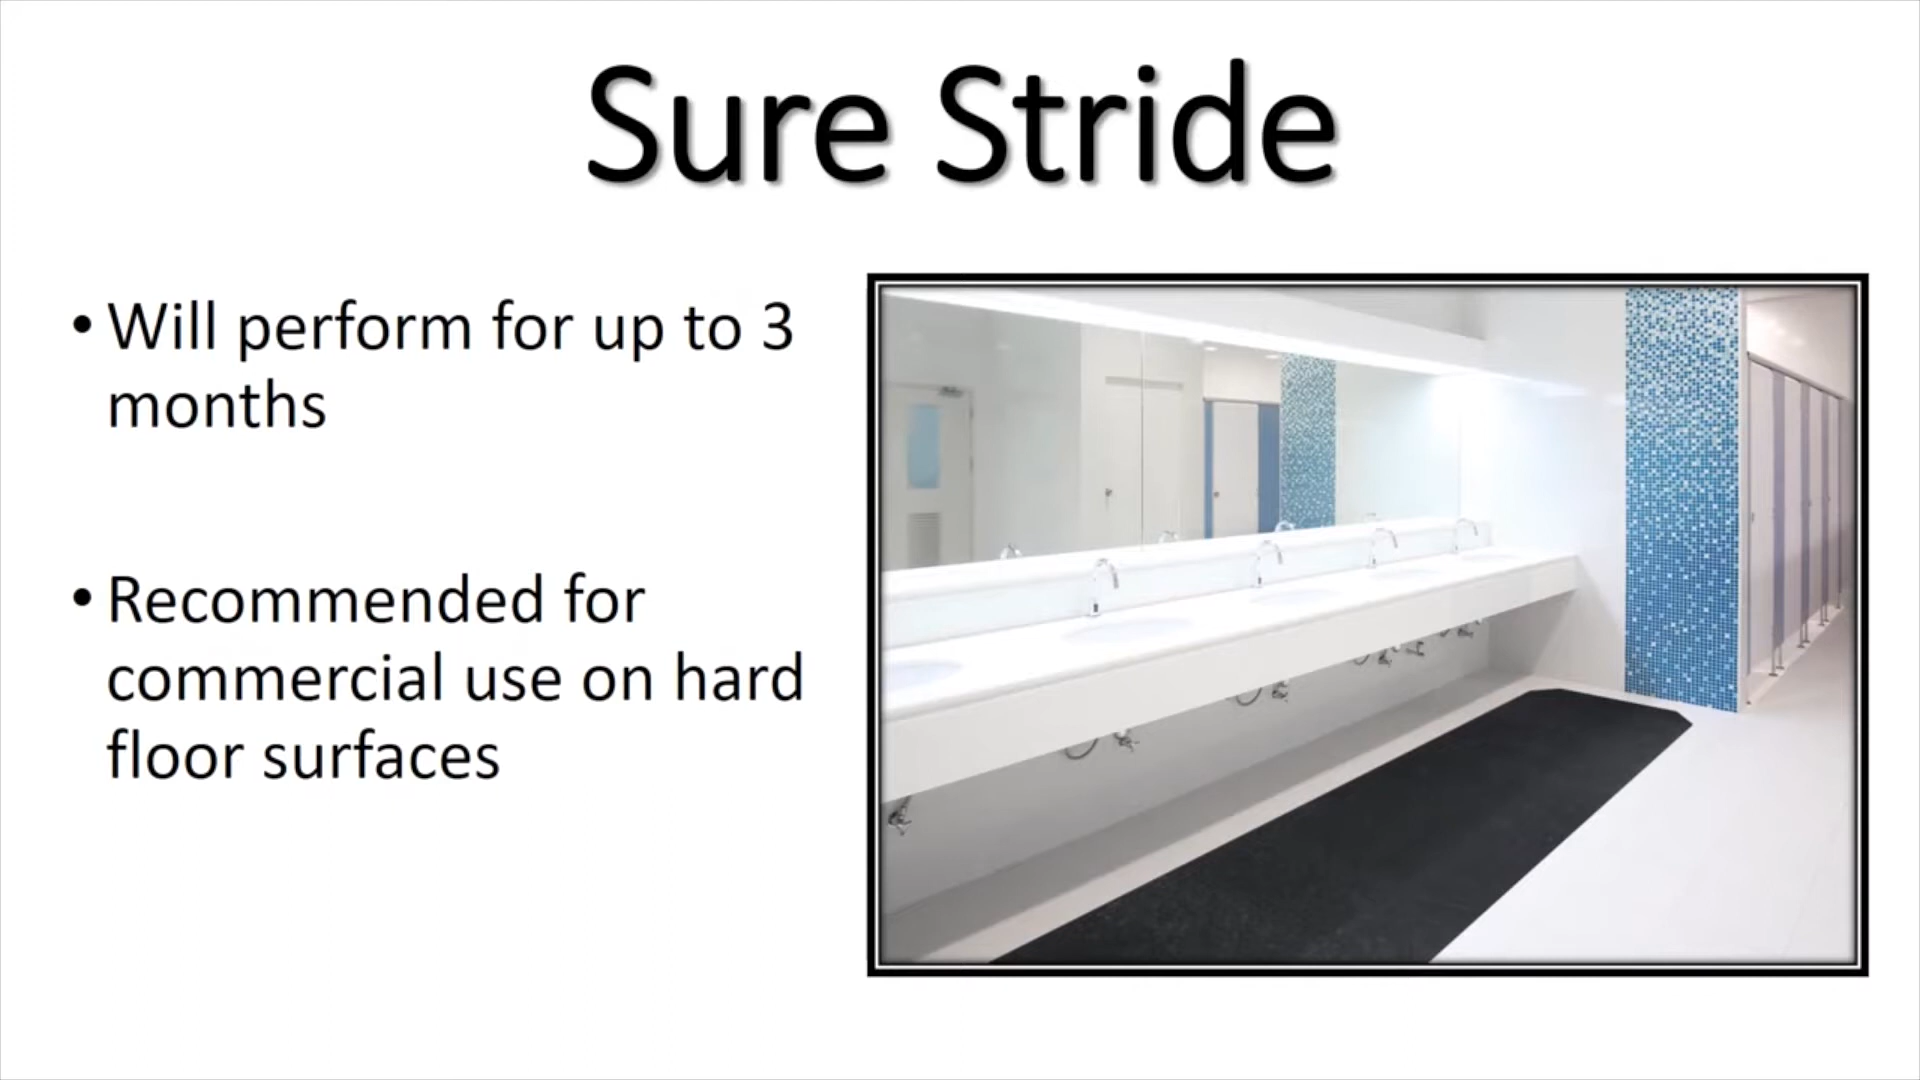 Sure Stride
• Will perform for up to 3
months
• Recommended for
commercial use on hard
floor surfaces